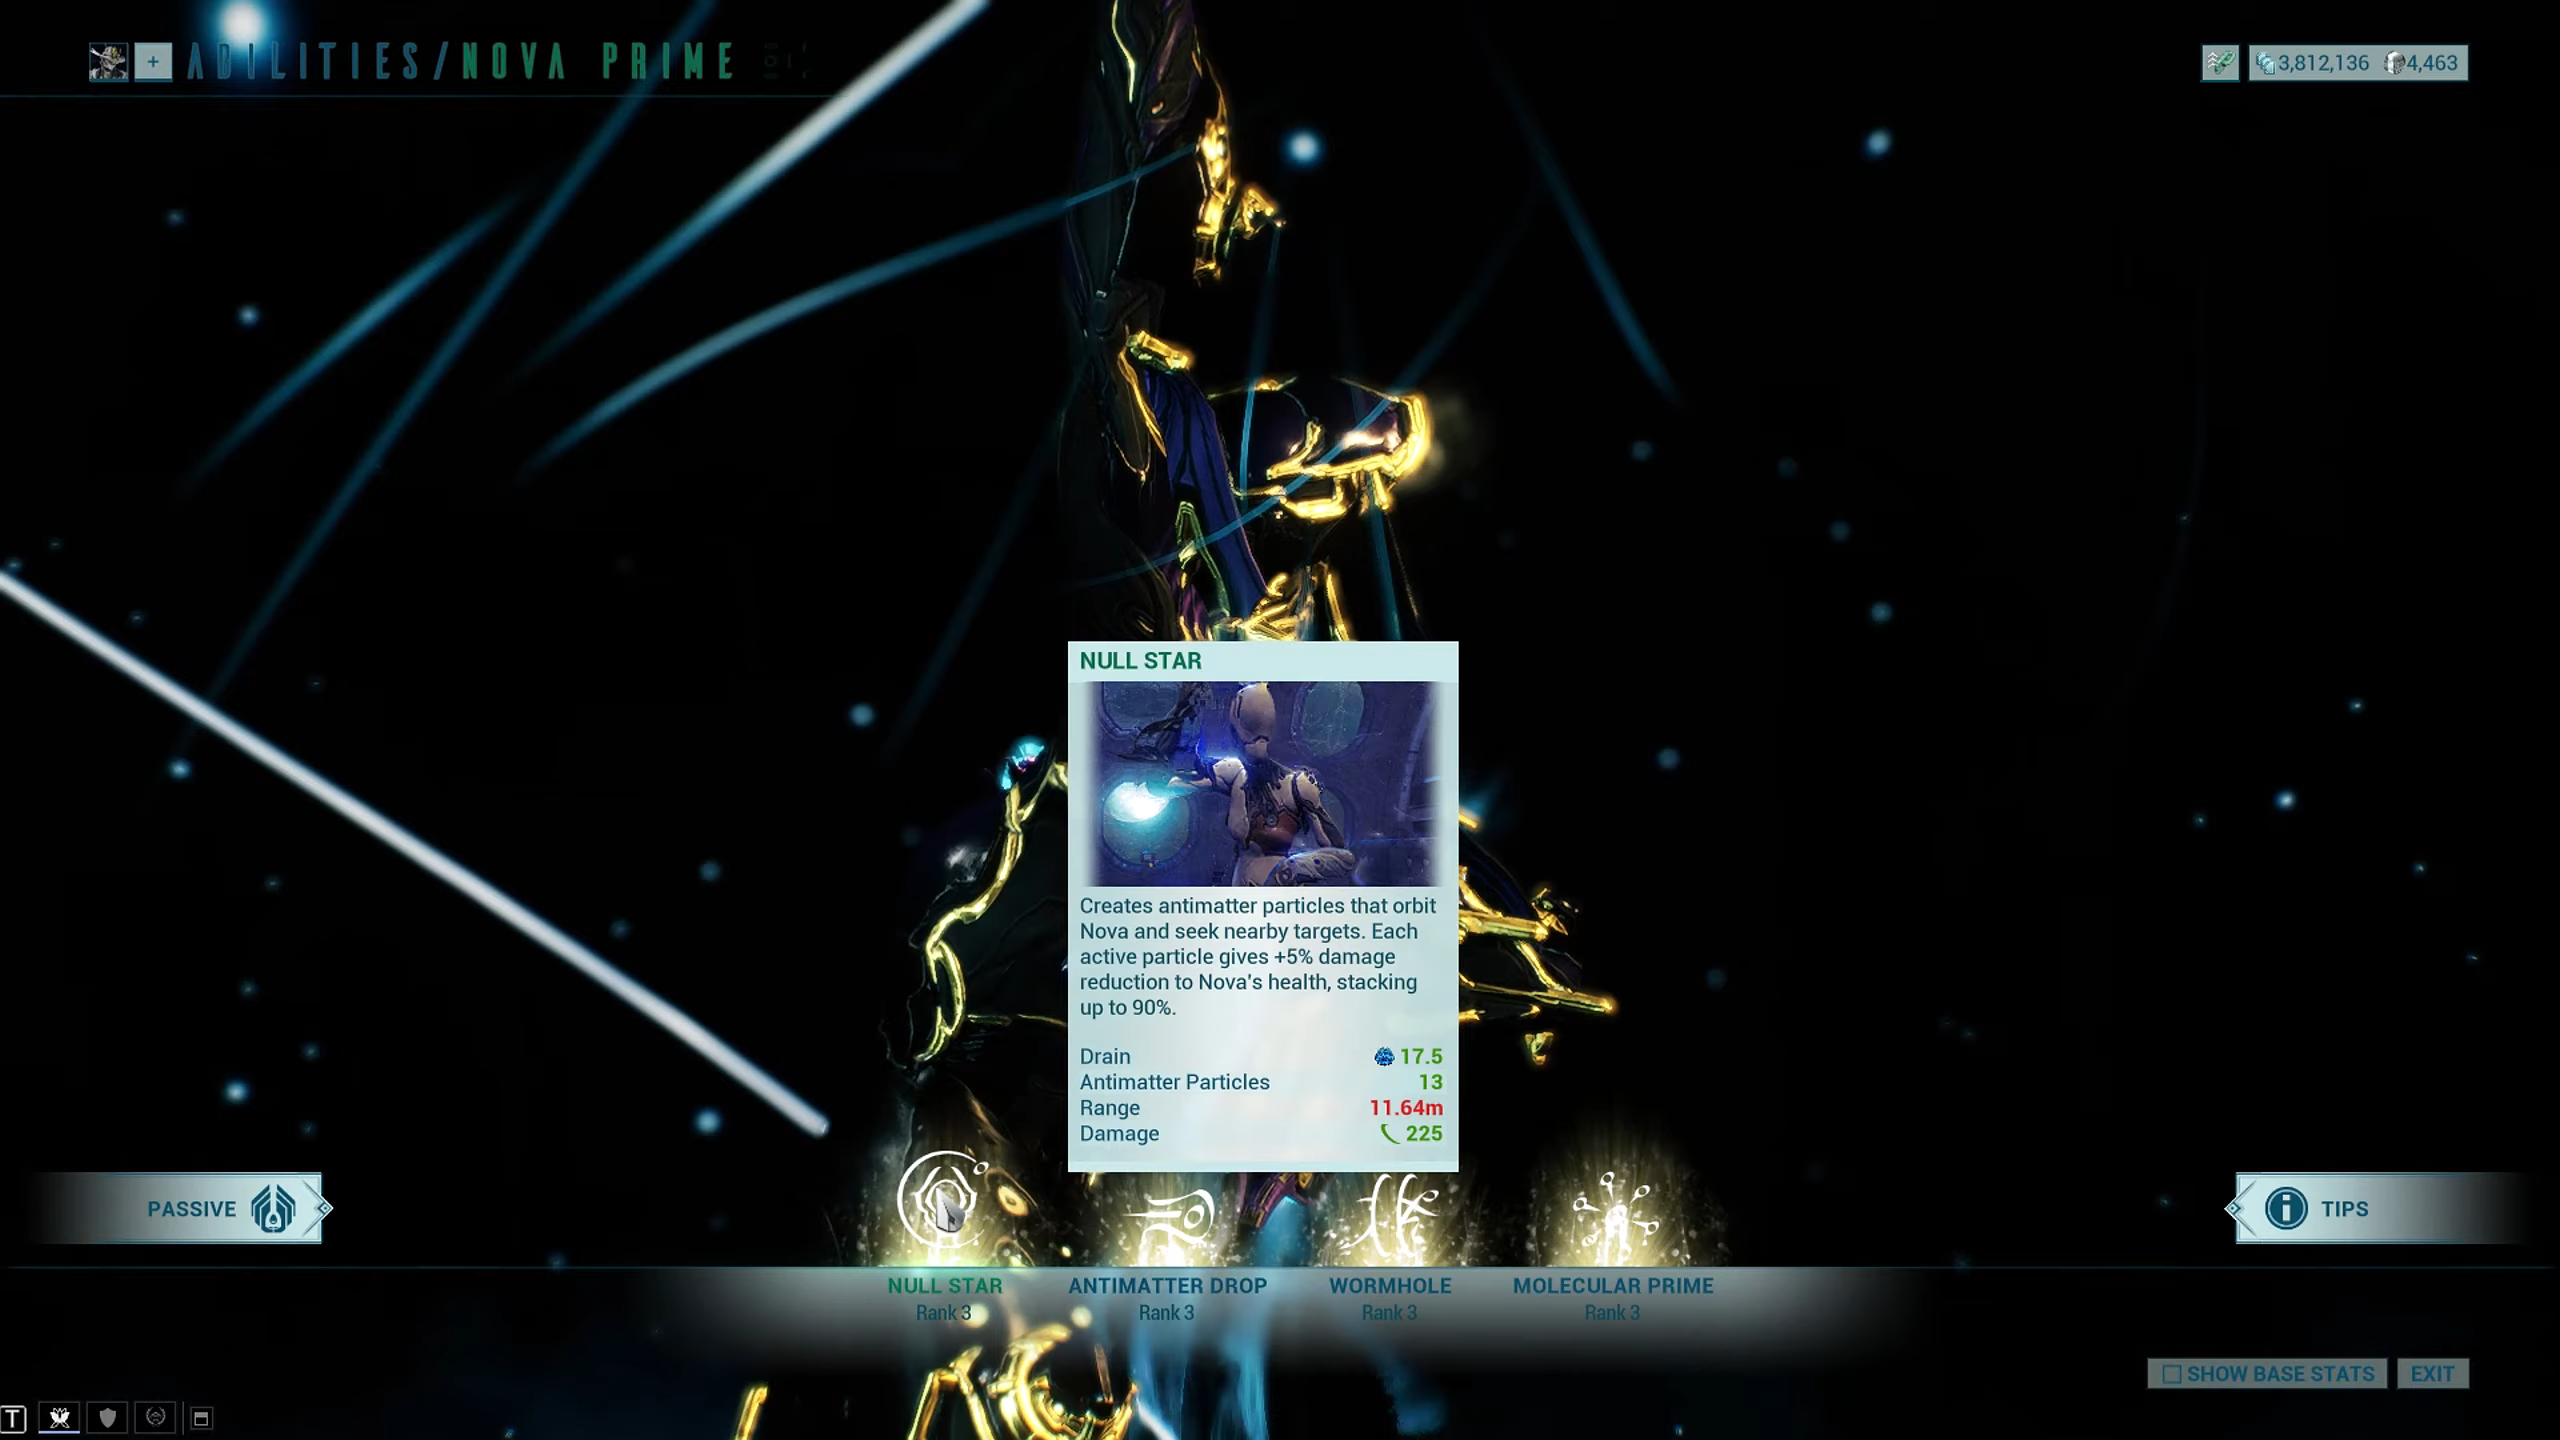 + ABILITIES/NOVA PRIME
3,812,136 4,463
NULL STAR
Creates antimatter particles that orbit
Nova and seek nearby targets. Each
active particle gives +5% damage
reduction to Nova's health, stacking
up to 90%.
Drain 17.5
Antimatter Particles 13
Range 11.64m
Damage 225
PASSIVE
TIPS
NULL STAR
Rank 3
ANTIMATTER DROP
Rank 3
WORMHOLE
Rank 3
MOLECULAR PRIME
Rank 3
SHOW BASE STATS
EXIT
T